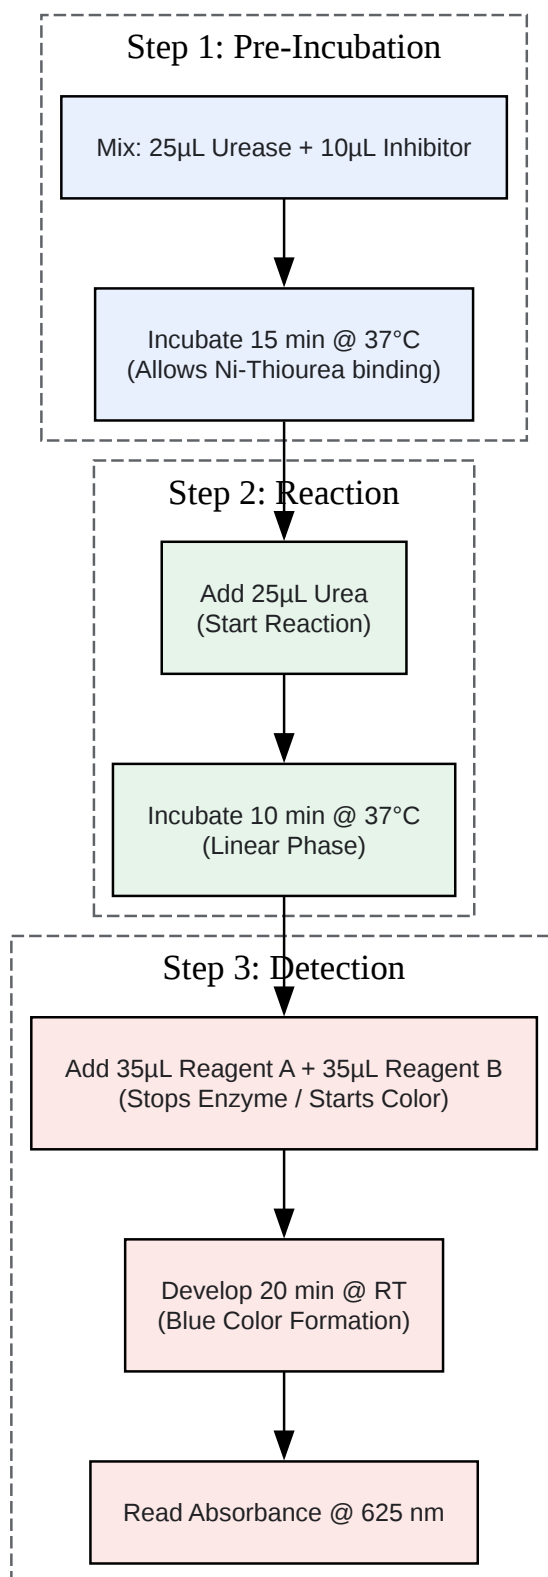 Step 1: Pre-Incubation
Mix: 25µL Urease + 10µL Inhibitor
Incubate 15 min @ 37°C
(Allows Ni-Thiourea binding)
Step 2: Reaction
Add 25µL Urea
(Start Reaction)
Incubate 10 min @ 37°C
(Linear Phase)
Step 3: Detection
Add 35µL Reagent A + 35µL Reagent B
(Stops Enzyme / Starts Color)
Develop 20 min @ RT
(Blue Color Formation)
Read Absorbance @ 625 nm